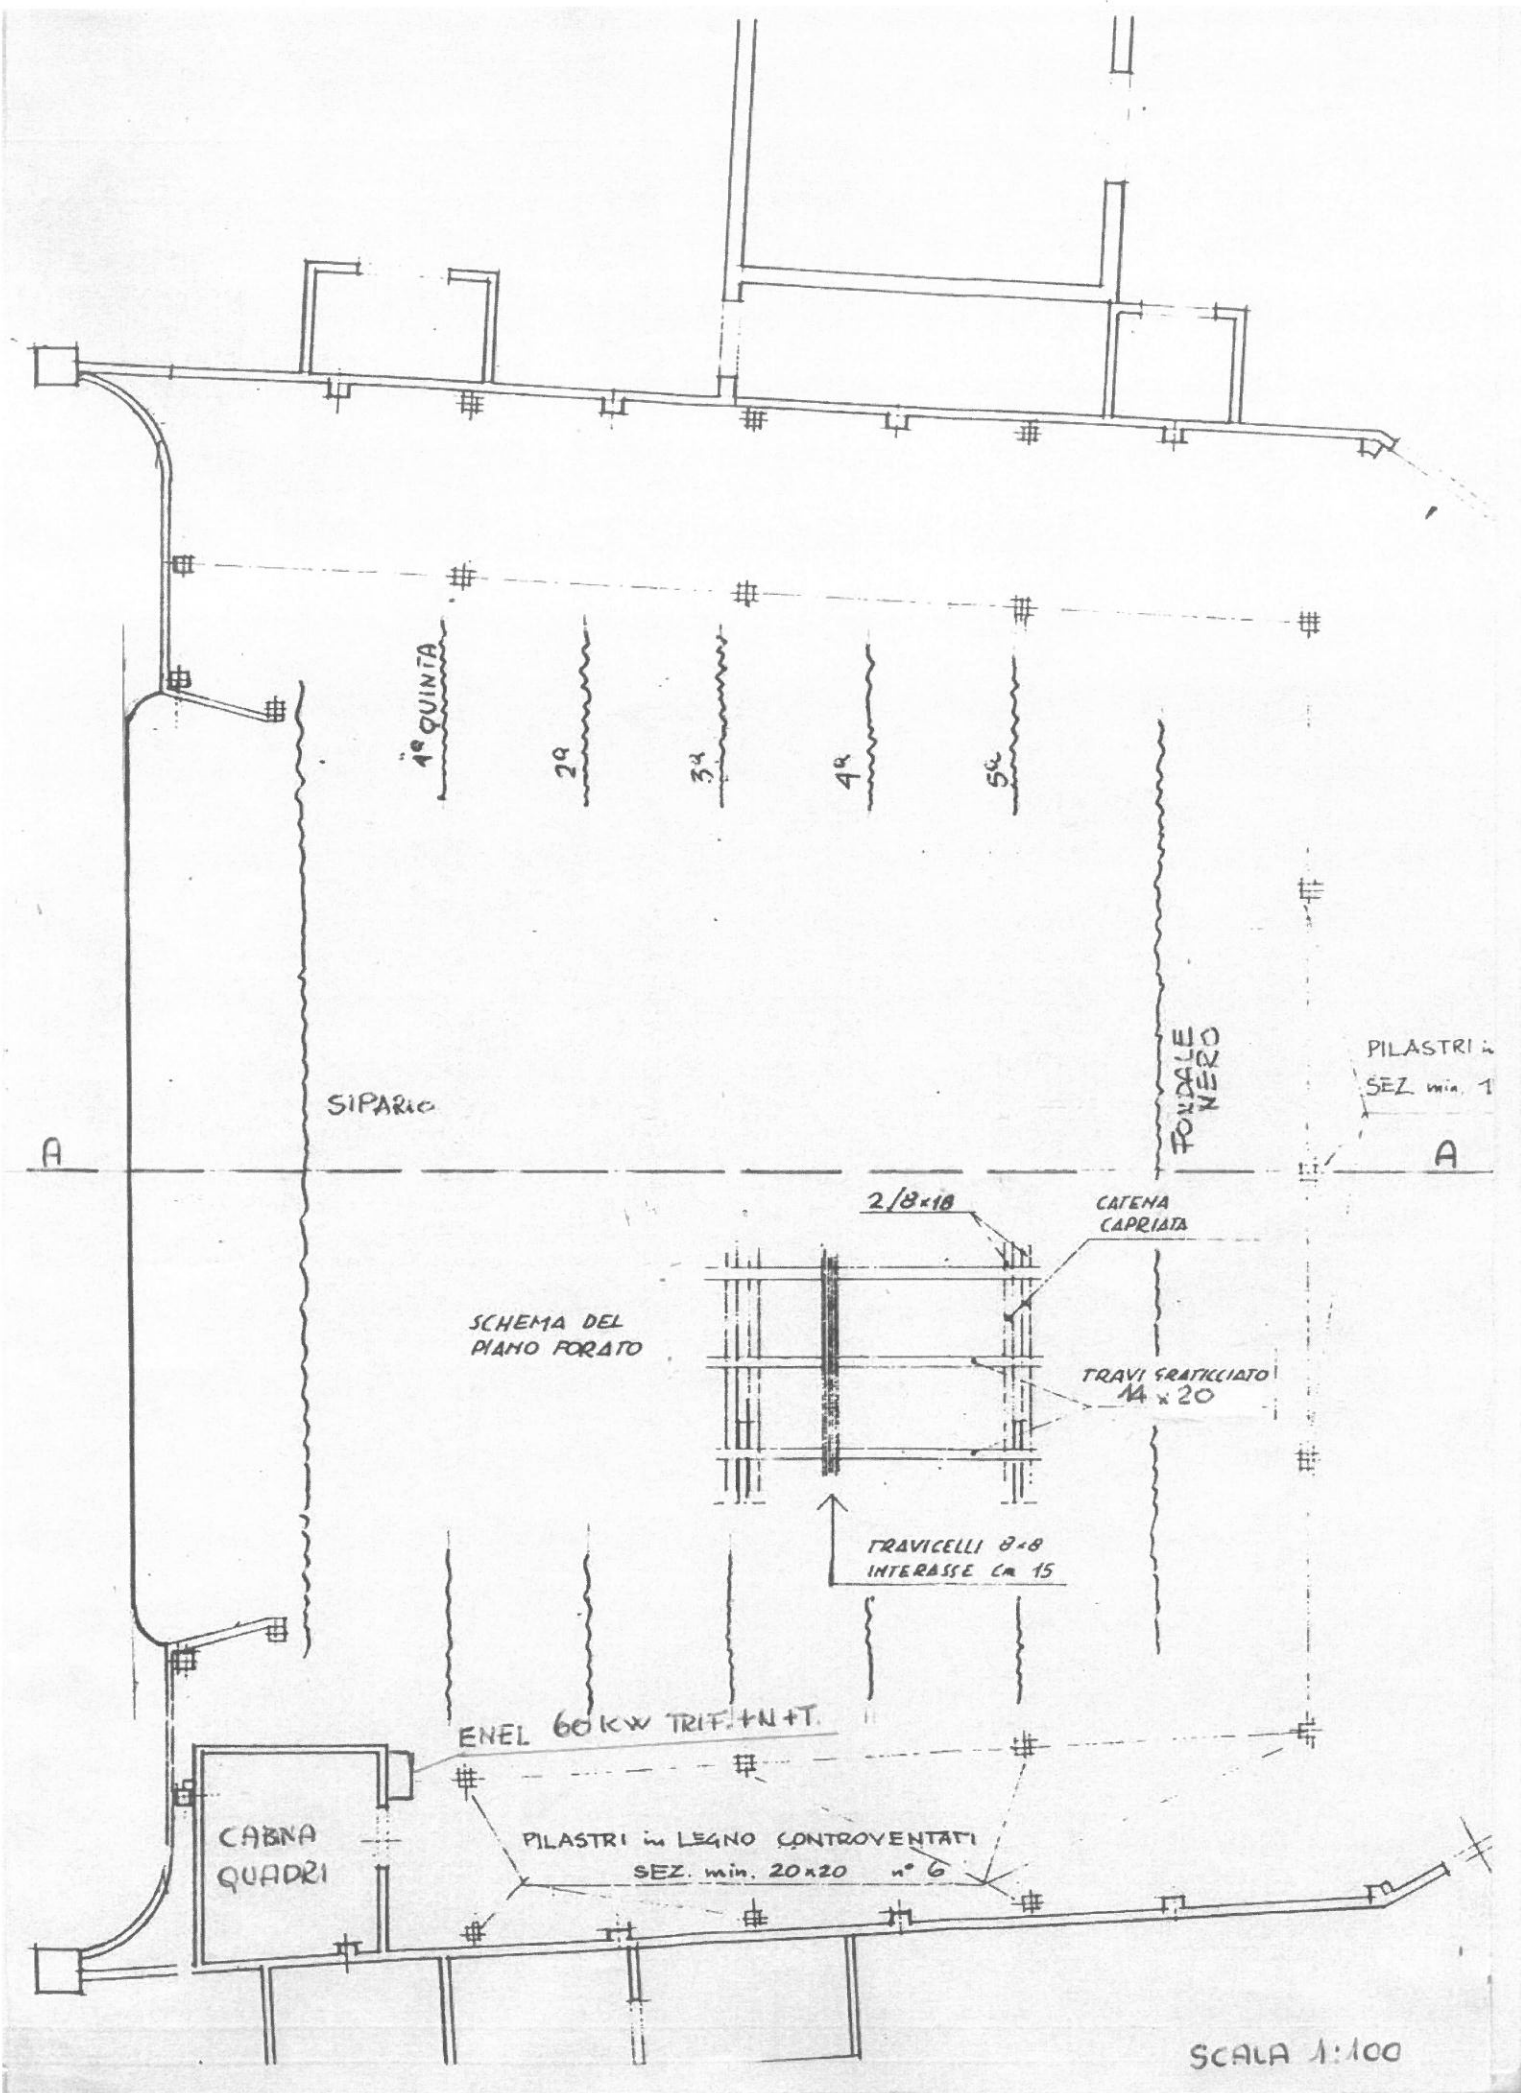 1ª QUINTA
2ª
3ª
4ª
5ª
FONDALE
NERO
PILASTRI in
SEZ min. 1
SIPARIO
A
A
2/8x18
CATENA
CAPRIATA
SCHEMA DEL
PIANO FORATO
TRAVI GRATICCIATO
14 x 20
TRAVICELLI 8x8
INTERASSE cm 15
ENEL 60 KW TRIF.+N+T.
CABNA
QUADRI
PILASTRI in LEGNO CONTROVENTATI
SEZ. min. 20x20 n° 6
SCALA 1:100